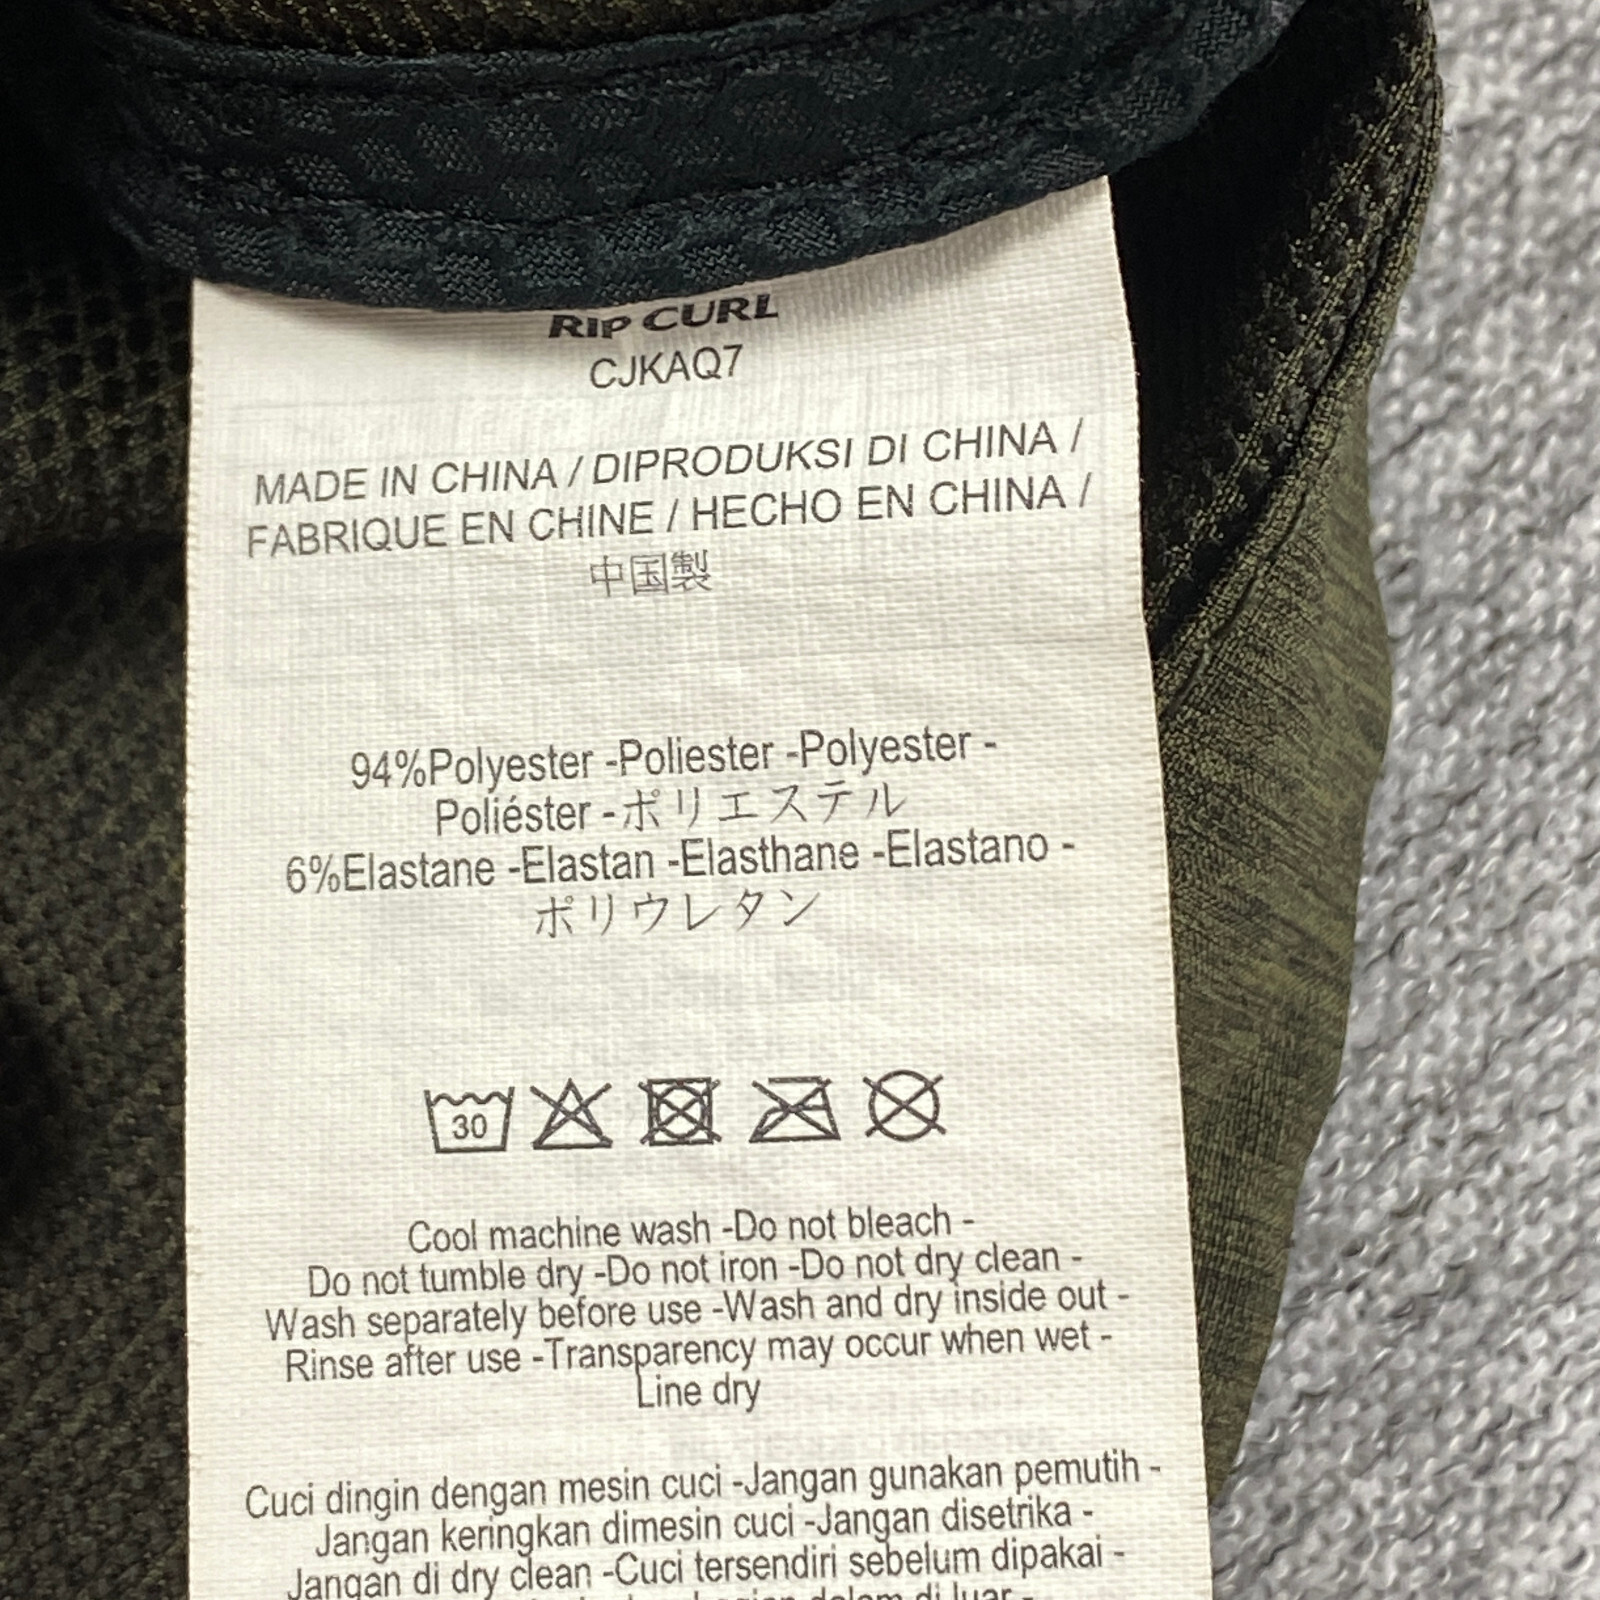 RIP CURL
CJKAQ7
MADE IN CHINA / DIPRODUKSI DI CHINA /
FABRIQUE EN CHINE / HECHO EN CHINA /
中国製
94%Polyester -Poliester -Polyester -
Poliéster -ポリエステル
6%Elastane -Elastan -Elasthane -Elastano -
ポリウレタン
30
Cool machine wash -Do not bleach -
Do not tumble dry -Do not iron -Do not dry clean -
Wash separately before use -Wash and dry inside out -
Rinse after use -Transparency may occur when wet -
Line dry
Cuci dingin dengan mesin cuci -Jangan gunakan pemutih -
Jangan keringkan dimesin cuci -Jangan disetrika -
Jangan di dry clean -Cuci tersendiri sebelum dipakai -
dalam di luar -